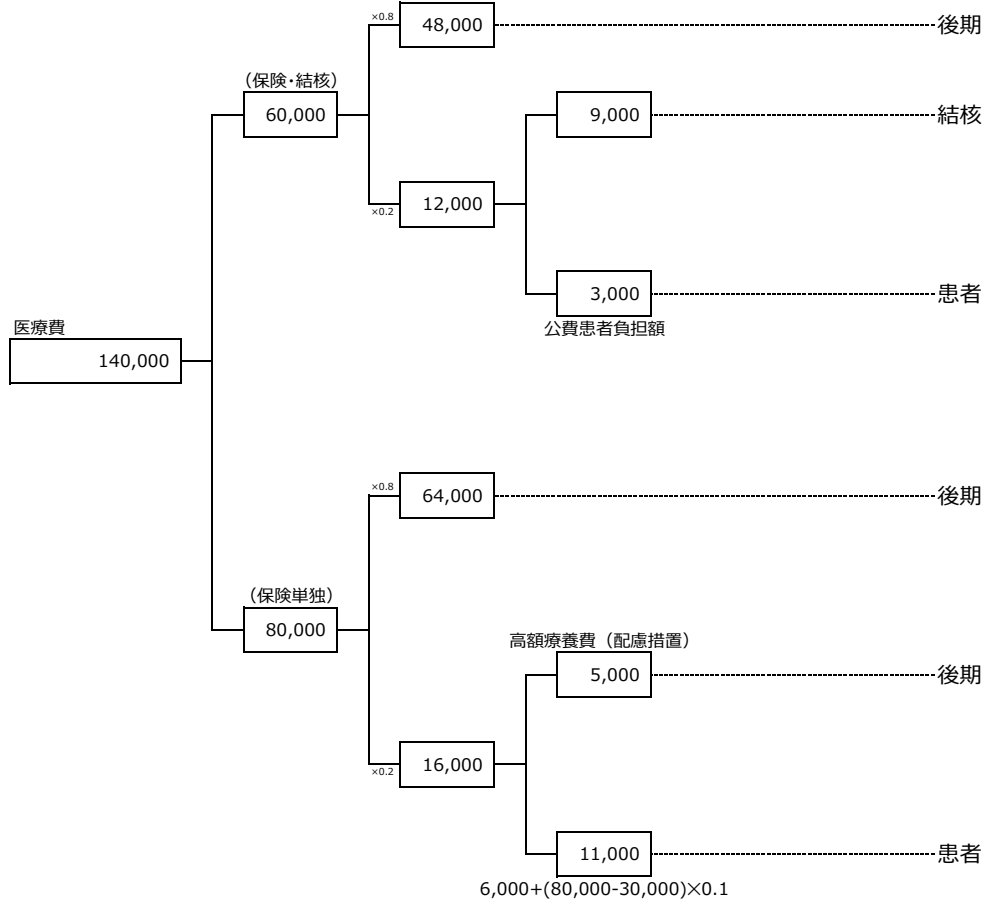 ×0.8
48,000
後期
（保険・結核）
60,000
9,000
結核
×0.2
12,000
3,000
患者
公費患者負担額
医療費
140,000
×0.8
64,000
後期
（保険単独）
80,000
高額療養費（配慮措置）
5,000
後期
×0.2
16,000
11,000
患者
6,000+(80,000-30,000)×0.1